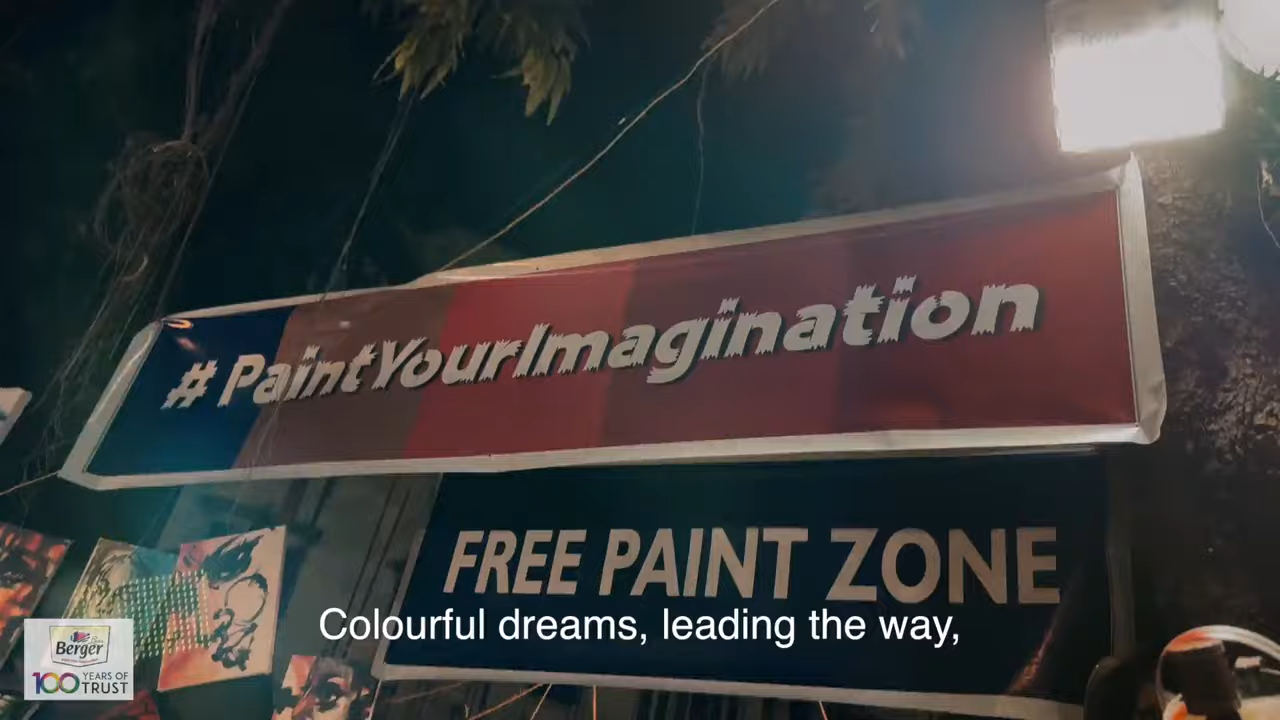 #PaintYourImagination
FREE PAINT ZONE
Colourful dreams, leading the way,
Berger
100 YEARS OF
TRUST